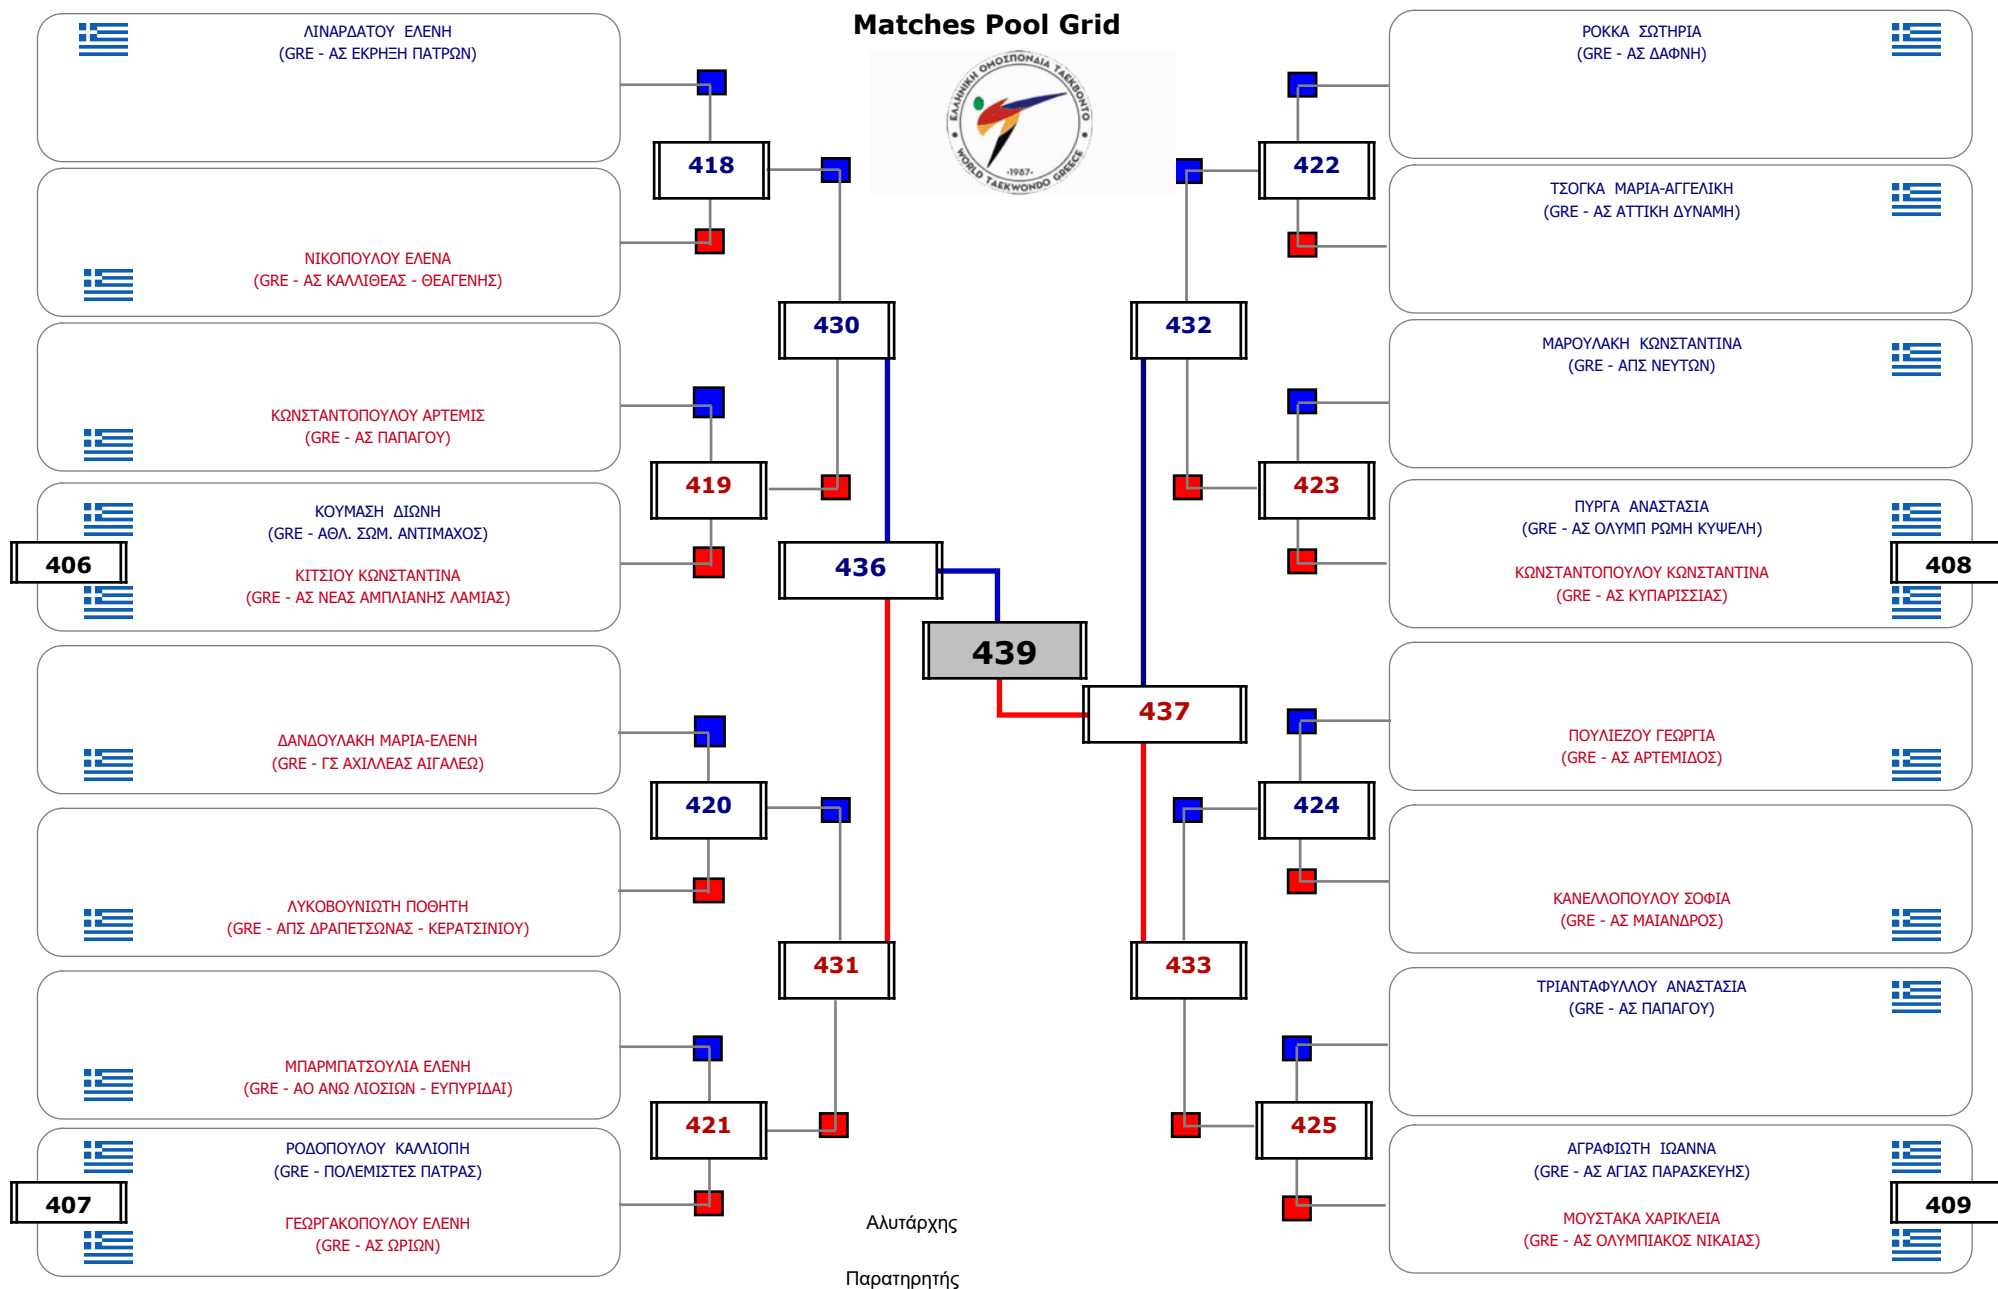 Matches Pool Grid
ΕΛΛΗΝΙΚΗ ΟΜΟΣΠΟΝΔΙΑ ΤΑΕΚΒΟΝΤΟ
-1987-
WORLD TAEKWONDO GREECE
ΛΙΝΑΡΔΑΤΟΥ ΕΛΕΝΗ
(GRE - ΑΣ ΕΚΡΗΞΗ ΠΑΤΡΩΝ)
418
ΝΙΚΟΠΟΥΛΟΥ ΕΛΕΝΑ
(GRE - ΑΣ ΚΑΛΛΙΘΕΑΣ - ΘΕΑΓΕΝΗΣ)
430
ΚΩΝΣΤΑΝΤΟΠΟΥΛΟΥ ΑΡΤΕΜΙΣ
(GRE - ΑΣ ΠΑΠΑΓΟΥ)
419
ΚΟΥΜΑΣΗ ΔΙΩΝΗ
(GRE - ΑΘΛ. ΣΩΜ. ΑΝΤΙΜΑΧΟΣ)
406
ΚΙΤΣΙΟΥ ΚΩΝΣΤΑΝΤΙΝΑ
(GRE - ΑΣ ΝΕΑΣ ΑΜΠΛΙΑΝΗΣ ΛΑΜΙΑΣ)
436
439
437
ΔΑΝΔΟΥΛΑΚΗ ΜΑΡΙΑ-ΕΛΕΝΗ
(GRE - ΓΣ ΑΧΙΛΛΕΑΣ ΑΙΓΑΛΕΩ)
420
ΛΥΚΟΒΟΥΝΙΩΤΗ ΠΟΘΗΤΗ
(GRE - ΑΠΣ ΔΡΑΠΕΤΣΩΝΑΣ - ΚΕΡΑΤΣΙΝΙΟΥ)
431
ΜΠΑΡΜΠΑΤΣΟΥΛΙΑ ΕΛΕΝΗ
(GRE - ΑΟ ΑΝΩ ΛΙΟΣΙΩΝ - ΕΥΠΥΡΙΔΑΙ)
421
ΡΟΔΟΠΟΥΛΟΥ ΚΑΛΛΙΟΠΗ
(GRE - ΠΟΛΕΜΙΣΤΕΣ ΠΑΤΡΑΣ)
407
ΓΕΩΡΓΑΚΟΠΟΥΛΟΥ ΕΛΕΝΗ
(GRE - ΑΣ ΩΡΙΩΝ)
ΡΟΚΚΑ ΣΩΤΗΡΙΑ
(GRE - ΑΣ ΔΑΦΝΗ)
422
ΤΣΟΓΚΑ ΜΑΡΙΑ-ΑΓΓΕΛΙΚΗ
(GRE - ΑΣ ΑΤΤΙΚΗ ΔΥΝΑΜΗ)
432
ΜΑΡΟΥΛΑΚΗ ΚΩΝΣΤΑΝΤΙΝΑ
(GRE - ΑΠΣ ΝΕΥΤΩΝ)
423
ΠΥΡΓΑ ΑΝΑΣΤΑΣΙΑ
(GRE - ΑΣ ΟΛΥΜΠ ΡΩΜΗ ΚΥΨΕΛΗ)
408
ΚΩΝΣΤΑΝΤΟΠΟΥΛΟΥ ΚΩΝΣΤΑΝΤΙΝΑ
(GRE - ΑΣ ΚΥΠΑΡΙΣΣΙΑΣ)
ΠΟΥΛΙΕΖΟΥ ΓΕΩΡΓΙΑ
(GRE - ΑΣ ΑΡΤΕΜΙΔΟΣ)
424
ΚΑΝΕΛΛΟΠΟΥΛΟΥ ΣΟΦΙΑ
(GRE - ΑΣ ΜΑΙΑΝΔΡΟΣ)
433
ΤΡΙΑΝΤΑΦΥΛΛΟΥ ΑΝΑΣΤΑΣΙΑ
(GRE - ΑΣ ΠΑΠΑΓΟΥ)
425
ΑΓΡΑΦΙΩΤΗ ΙΩΑΝΝΑ
(GRE - ΑΣ ΑΓΙΑΣ ΠΑΡΑΣΚΕΥΗΣ)
409
ΜΟΥΣΤΑΚΑ ΧΑΡΙΚΛΕΙΑ
(GRE - ΑΣ ΟΛΥΜΠΙΑΚΟΣ ΝΙΚΑΙΑΣ)
Αλυτάρχης
Παρατηρητής